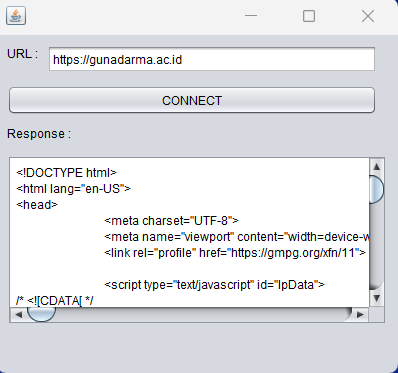 URL :
https://gunadarma.ac.id
CONNECT
Response :
<!DOCTYPE html>
<html lang="en-US">
<head>
<meta charset="UTF-8">
<meta name="viewport" content="width=device-w
<link rel="profile" href="https://gmpg.org/xfn/11">
<script type="text/javascript" id="lpData">
/* <![CDATA[ */